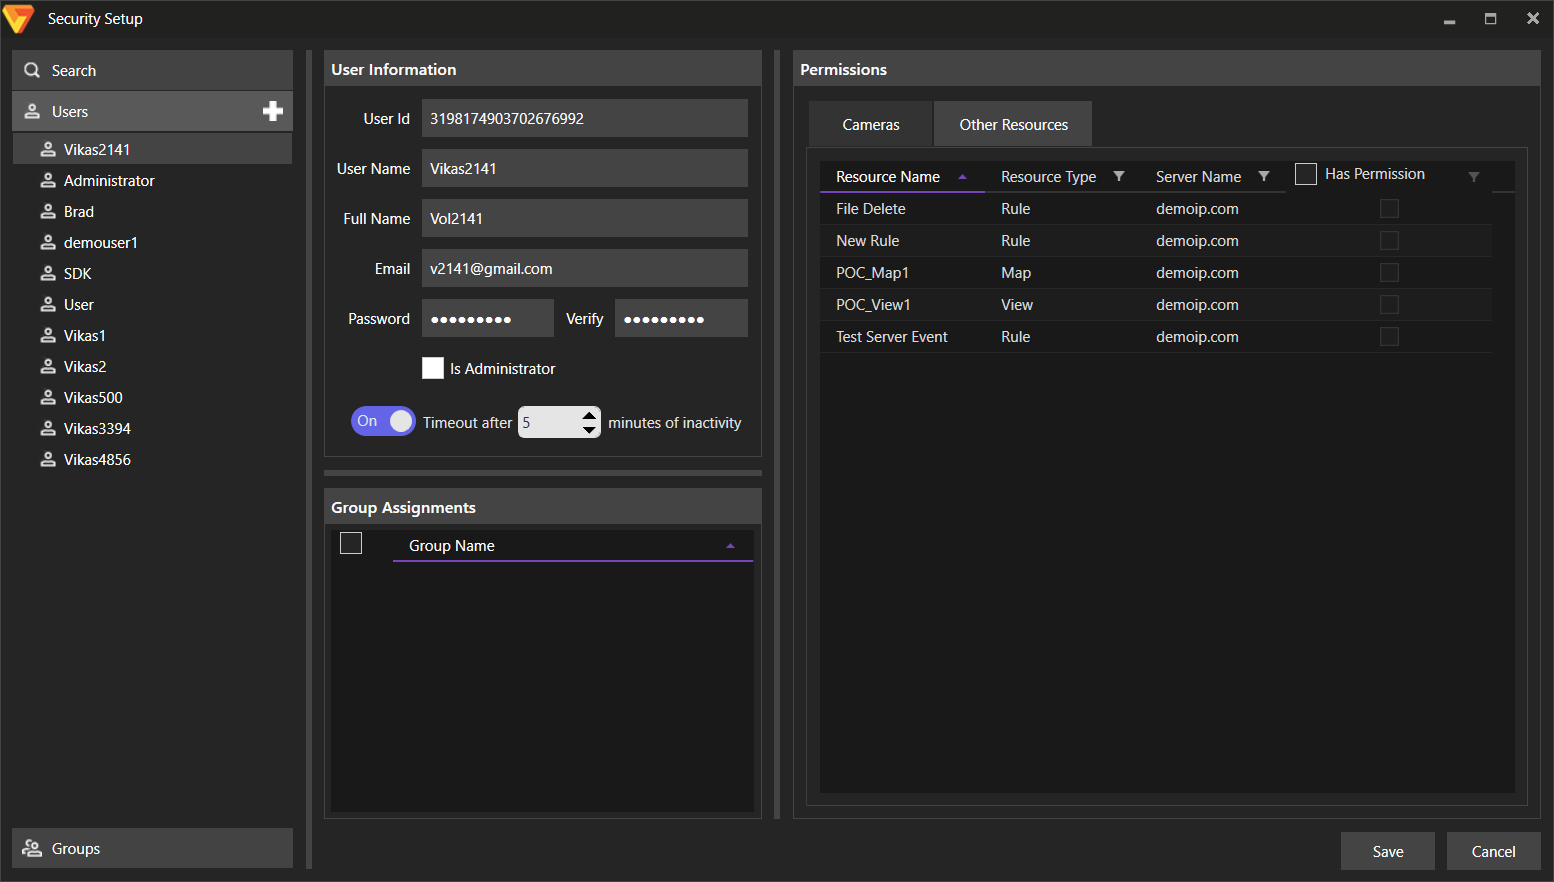 Security Setup
Search
Users
Vikas2141
Administrator
Brad
demouser1
SDK
User
Vikas1
Vikas2
Vikas500
Vikas3394
Vikas4856
Groups
User Information
User Id 3198174903702676992
User Name Vikas2141
Full Name Vol2141
Email v2141@gmail.com
Password ●●●●●●●●● Verify ●●●●●●●●●
Is Administrator
On Timeout after 5 minutes of inactivity
Group Assignments
Group Name
Permissions
Cameras Other Resources
Resource Name Resource Type Server Name Has Permission
File Delete Rule demoip.com
New Rule Rule demoip.com
POC_Map1 Map demoip.com
POC_View1 View demoip.com
Test Server Event Rule demoip.com
Save Cancel